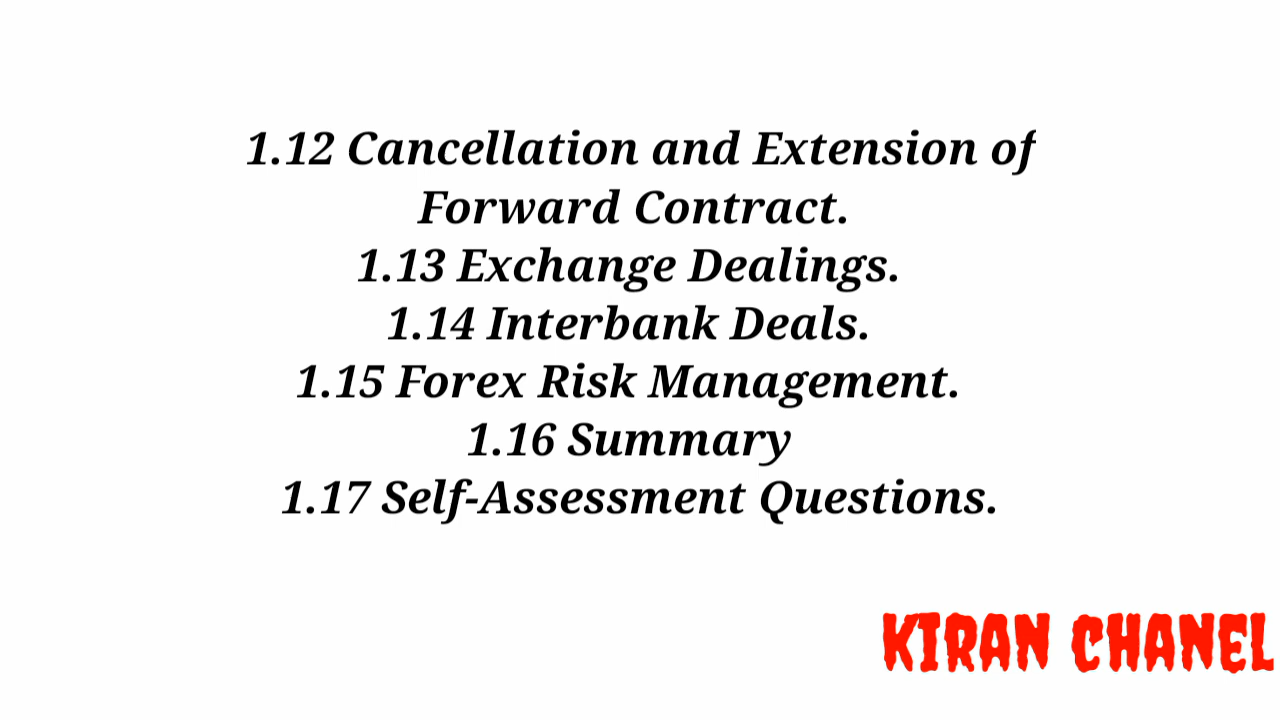 1.12 Cancellation and Extension of
Forward Contract.
1.13 Exchange Dealings.
1.14 Interbank Deals.
1.15 Forex Risk Management.
1.16 Summary
1.17 Self-Assessment Questions.
KIRAN CHANEL